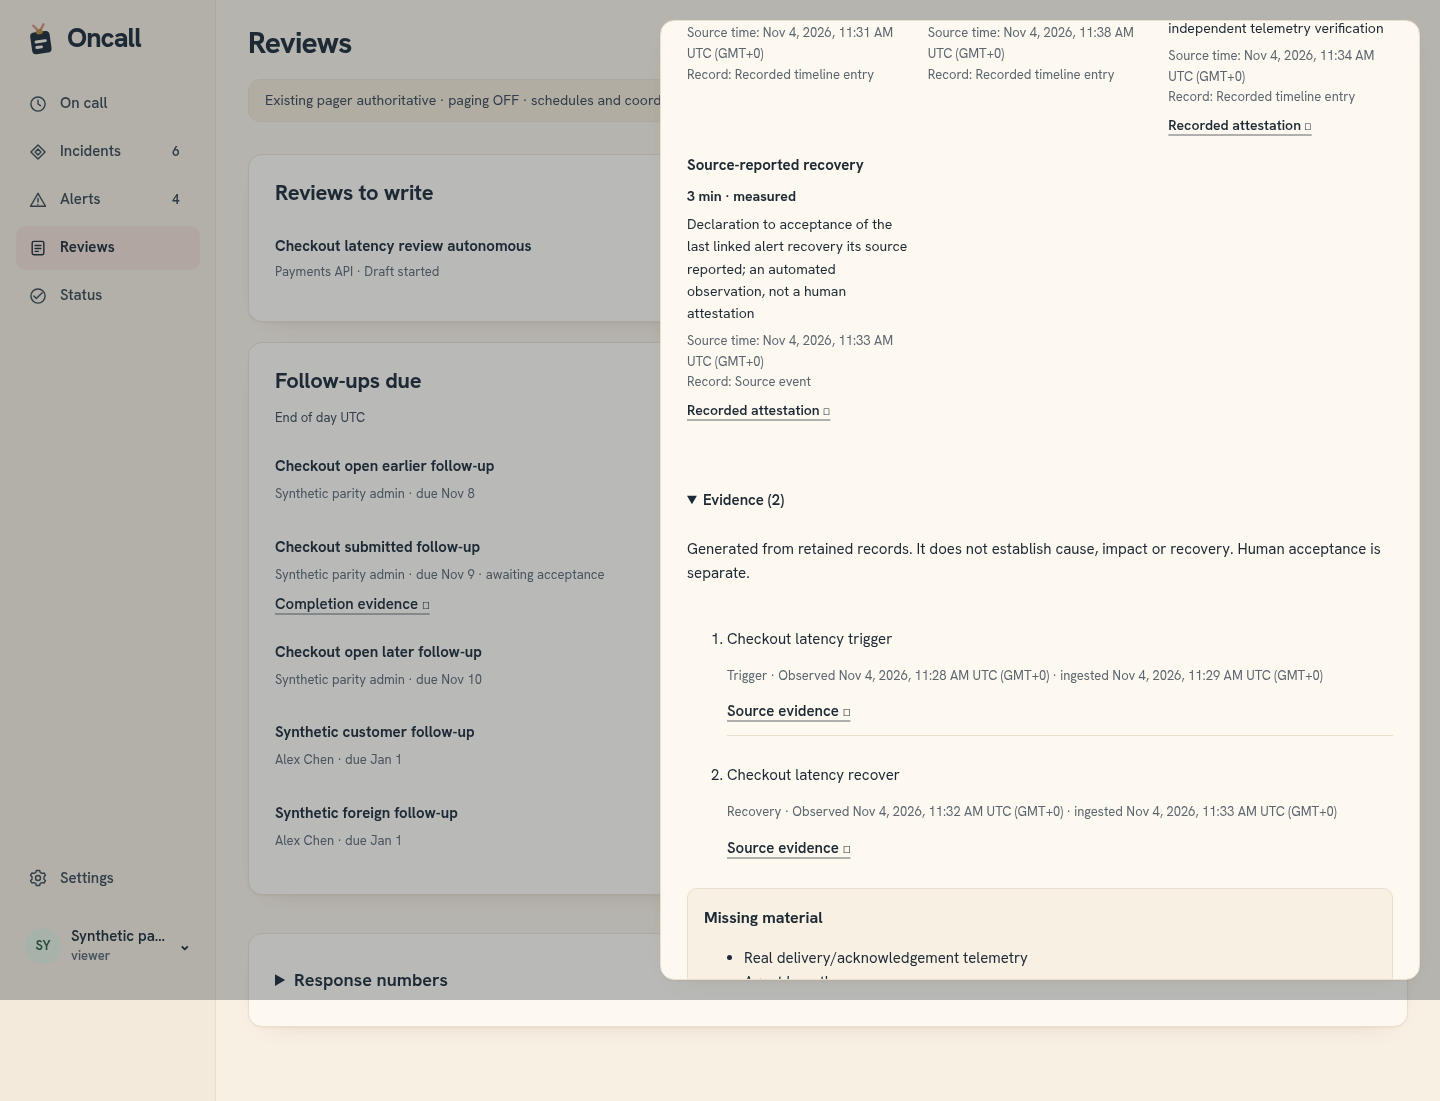 Oncall
On call
Incidents 6
Alerts 4
Reviews
Status
Settings
SY
Synthetic pa...
viewer
Reviews
Existing pager authoritative · paging OFF · schedules and coord
Reviews to write
Checkout latency review autonomous
Payments API · Draft started
Follow-ups due
End of day UTC
Checkout open earlier follow-up
Synthetic parity admin · due Nov 8
Checkout submitted follow-up
Synthetic parity admin · due Nov 9 · awaiting acceptance
Completion evidence
Checkout open later follow-up
Synthetic parity admin · due Nov 10
Synthetic customer follow-up
Alex Chen · due Jan 1
Synthetic foreign follow-up
Alex Chen · due Jan 1
Response numbers
Source time: Nov 4, 2026, 11:31 AM
UTC (GMT+0)
Record: Recorded timeline entry
Source time: Nov 4, 2026, 11:38 AM
UTC (GMT+0)
Record: Recorded timeline entry
independent telemetry verification
Source time: Nov 4, 2026, 11:34 AM
UTC (GMT+0)
Record: Recorded timeline entry
Recorded attestation
Source-reported recovery
3 min · measured
Declaration to acceptance of the
last linked alert recovery its source
reported; an automated
observation, not a human
attestation
Source time: Nov 4, 2026, 11:33 AM
UTC (GMT+0)
Record: Source event
Recorded attestation
Evidence (2)
Generated from retained records. It does not establish cause, impact or recovery. Human acceptance is
separate.
1. Checkout latency trigger
Trigger · Observed Nov 4, 2026, 11:28 AM UTC (GMT+0) · ingested Nov 4, 2026, 11:29 AM UTC (GMT+0)
Source evidence
2. Checkout latency recover
Recovery · Observed Nov 4, 2026, 11:32 AM UTC (GMT+0) · ingested Nov 4, 2026, 11:33 AM UTC (GMT+0)
Source evidence
Missing material
• Real delivery/acknowledgement telemetry